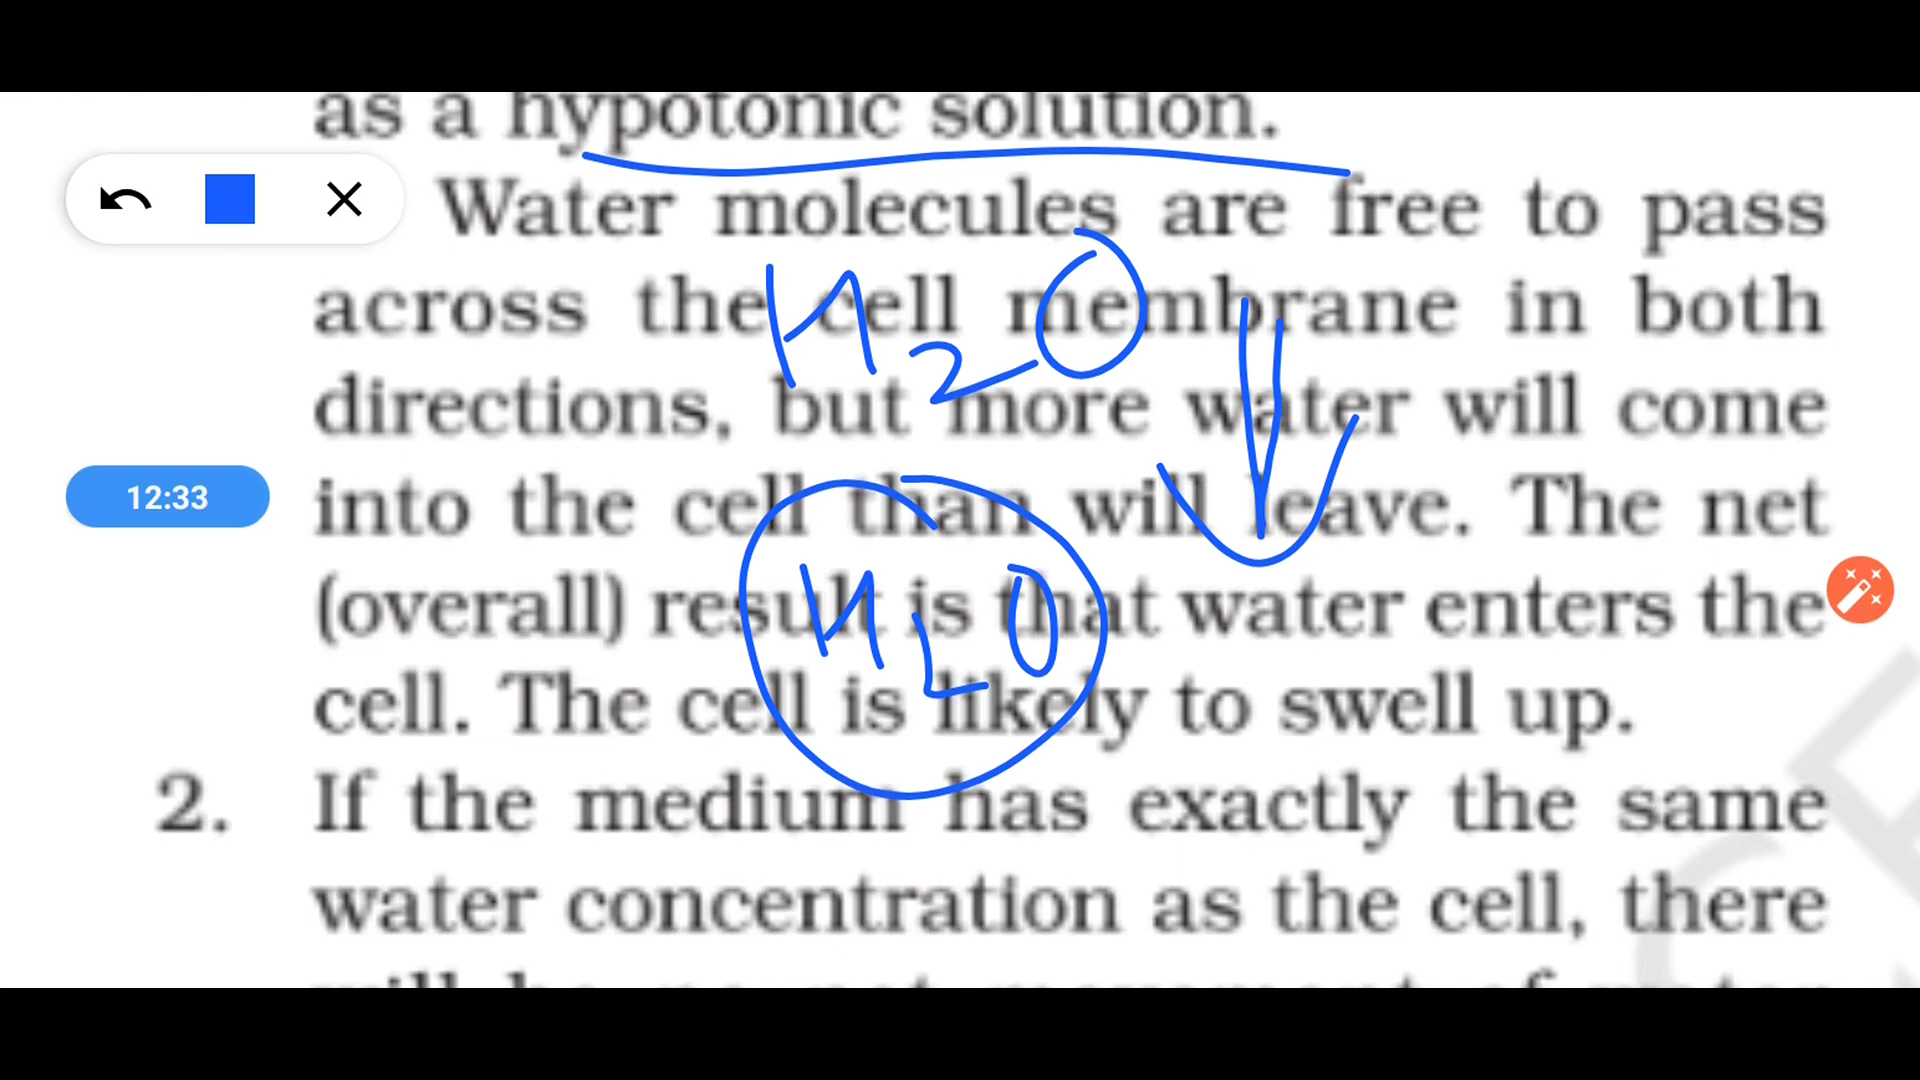 as a hypotonic solution.
Water molecules are free to pass
across the cell membrane in both
H2O
directions, but more water will come
12:33
into the cell than will leave. The net
(overall) result is that water enters the
H2O
cell. The cell is likely to swell up.
2. If the medium has exactly the same
water concentration as the cell, there